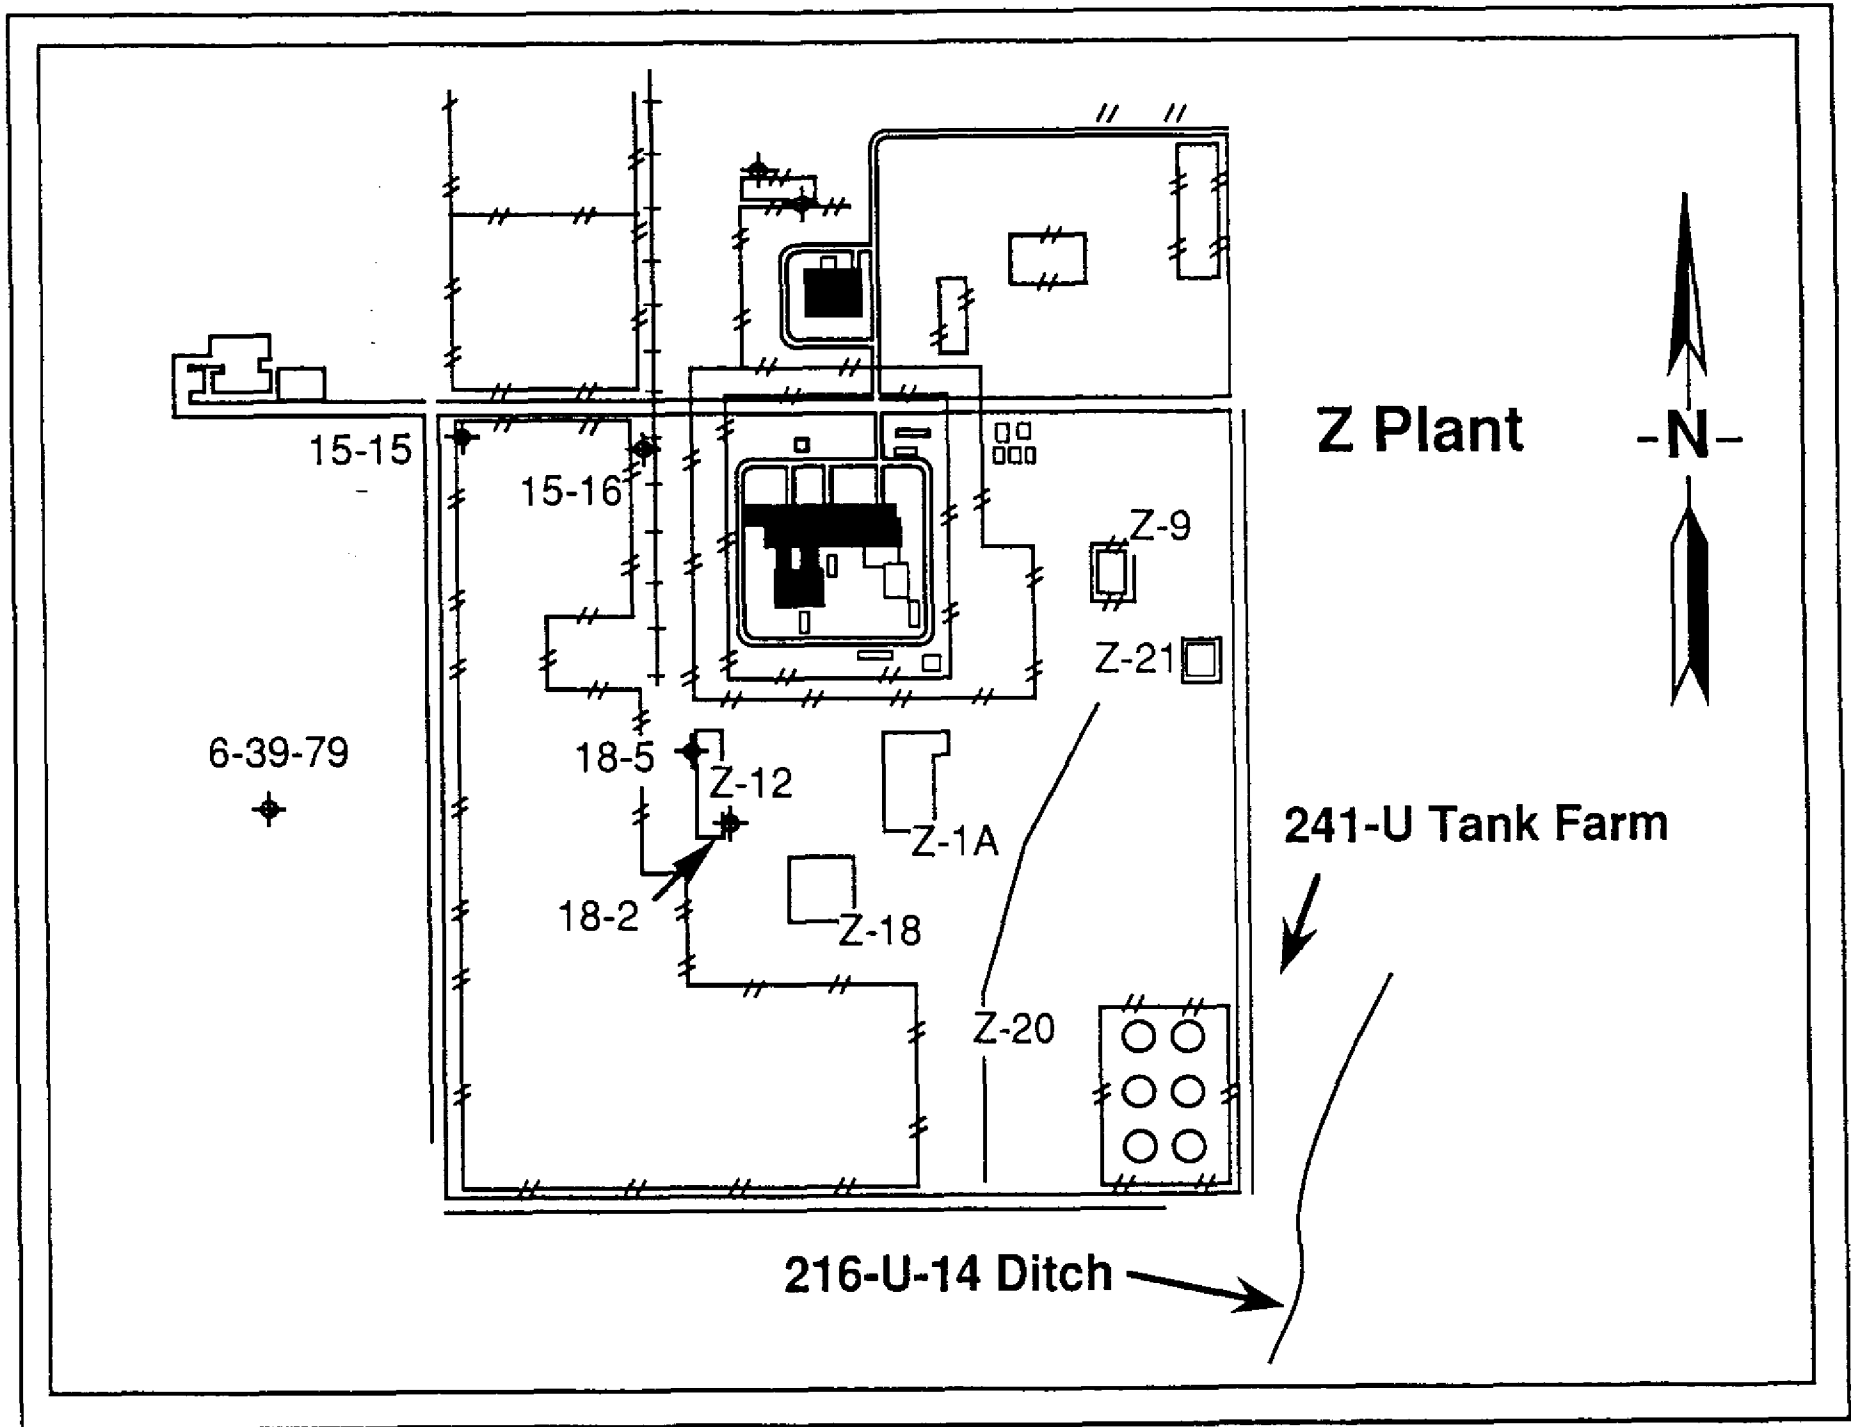 Z Plant
-N-
15-15
15-16
Z-9
Z-21
6-39-79
18-5
Z-12
241-U Tank Farm
Z-1A
18-2
Z-18
Z-20
216-U-14 Ditch